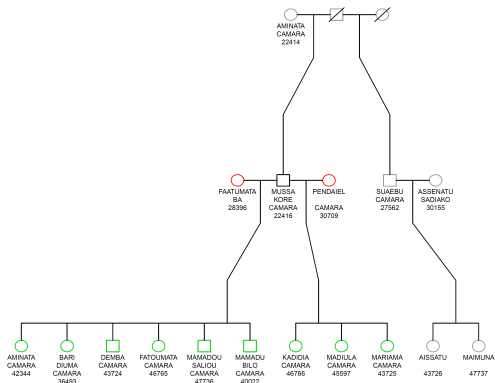 AMINATA
CAMARA
22414
FAATUMATA
BA
28396
MUSSA
KORE
CAMARA
22416
PENDAIEL
CAMARA
30709
SUAEBU
CAMARA
27562
ASSENATU
SADIAKO
30155
AMINATA
CAMARA
42344
BARI
DIUMA
CAMARA
36493
DEMBA
CAMARA
43724
FATOUMATA
CAMARA
46765
MAMADOU
SALIOU
CAMARA
47736
MAMADU
BILO
CAMARA
40022
KADIDIA
CAMARA
46766
MADIULA
CAMARA
45597
MARIAMA
CAMARA
43725
AISSATU
43726
MAIMUNA
47737